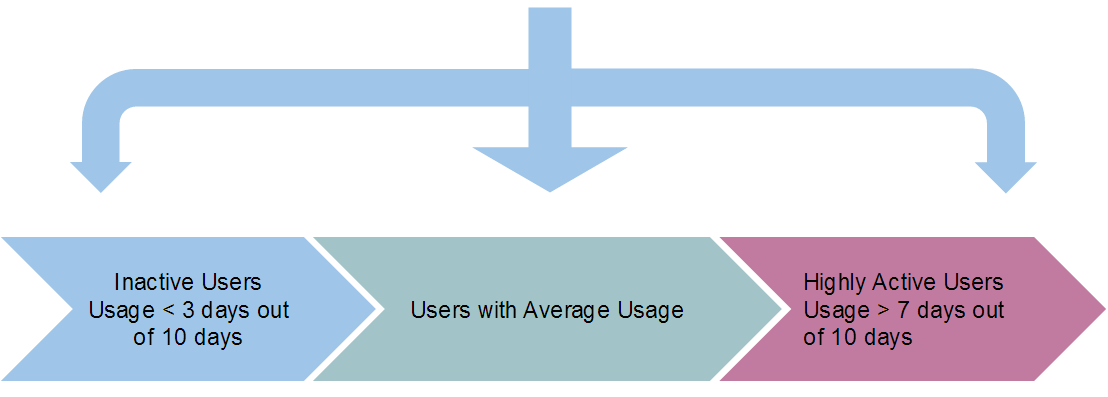 Inactive Users
Usage < 3 days out
of 10 days
Users with Average Usage
Highly Active Users
Usage > 7 days out
of 10 days